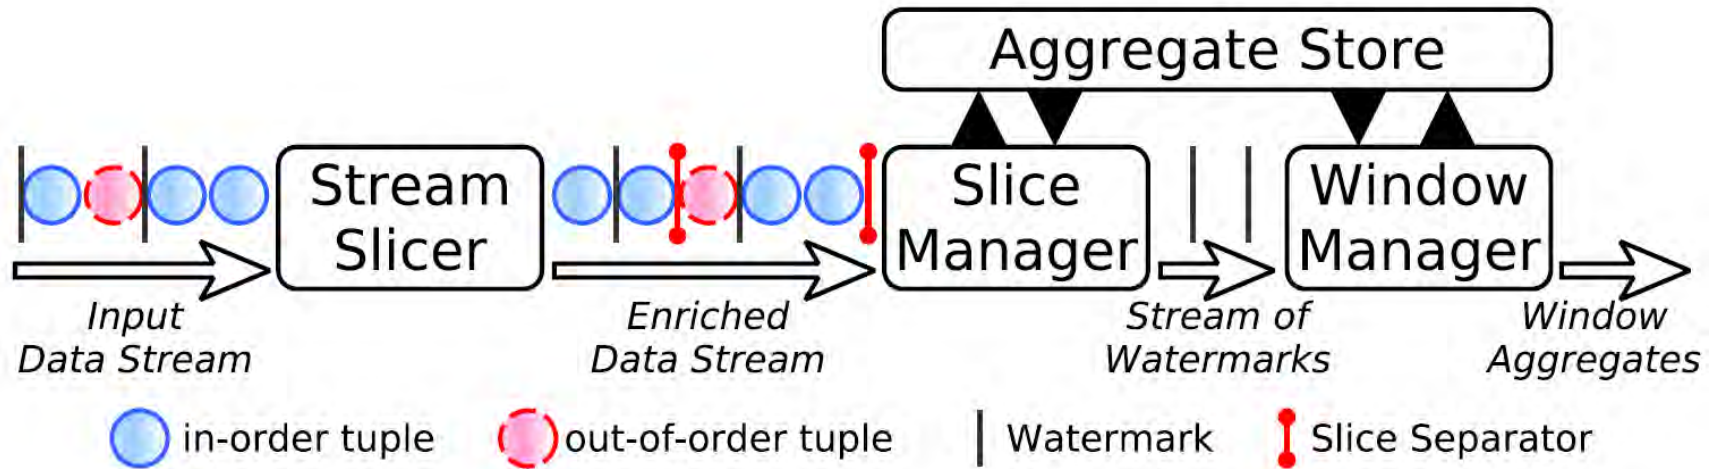 Aggregate Store
Stream
Slicer
Slice
Manager
Window
Manager
Input
Data Stream
Enriched
Data Stream
Stream of
Watermarks
Window
Aggregates
in-order tuple
out-of-order tuple
Watermark
Slice Separator